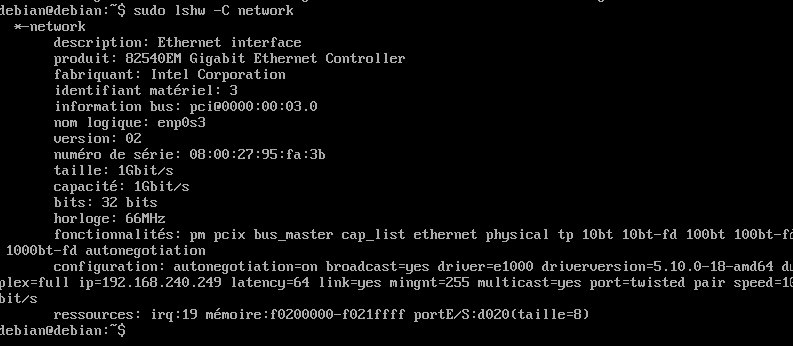 debian@debian:~$ sudo lshw -C network
*-network
description: Ethernet interface
produit: 82540EM Gigabit Ethernet Controller
fabriquant: Intel Corporation
identifiant matériel: 3
information bus: pci@0000:00:03.0
nom logique: enp0s3
version: 02
numéro de série: 08:00:27:95:fa:3b
taille: 1Gbit/s
capacité: 1Gbit/s
bits: 32 bits
horloge: 66MHz
fonctionnalités: pm pcix bus_master cap_list ethernet physical tp 10bt 10bt-fd 100bt 100bt-fd
1000bt-fd autonegotiation
configuration: autonegotiation=on broadcast=yes driver=e1000 driverversion=5.10.0-18-amd64 du
plex=full ip=192.168.240.249 latency=64 link=yes mingnt=255 multicast=yes port=twisted pair speed=1G
bit/s
ressources: irq:19 mémoire:f0200000-f021ffff portE/S:d020(taille=8)
debian@debian:~$